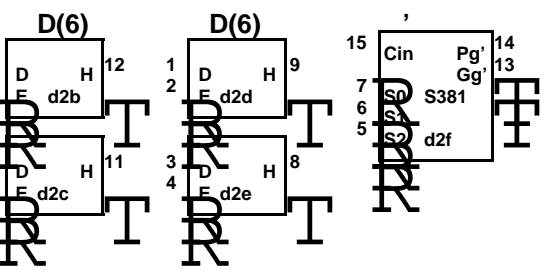 D(6) D(6) ’
12 1 9 15 Cin Pg’ 14
D H 2 D H Gg’ 13
E d2b E d2d 7 S0 S381
6 S1
11 3 8 5 S2 d2f
D H 4 D H
E d2c E d2e